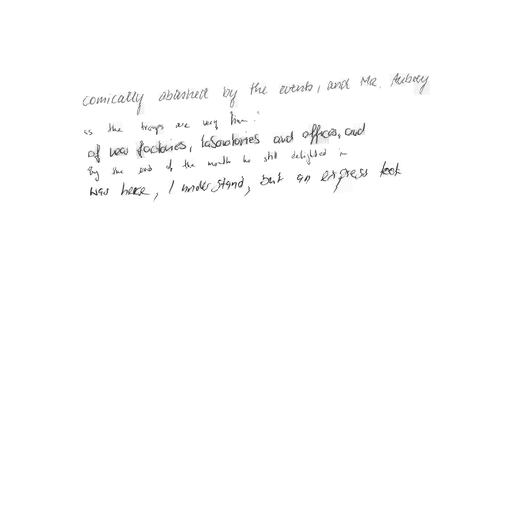 comically abashed by the events, and Mr. Aubrey
as the troops are very firm."
of new factories, laboratories and offices, and
By the end of the month he still delighted in
was here, I understand, but an express took